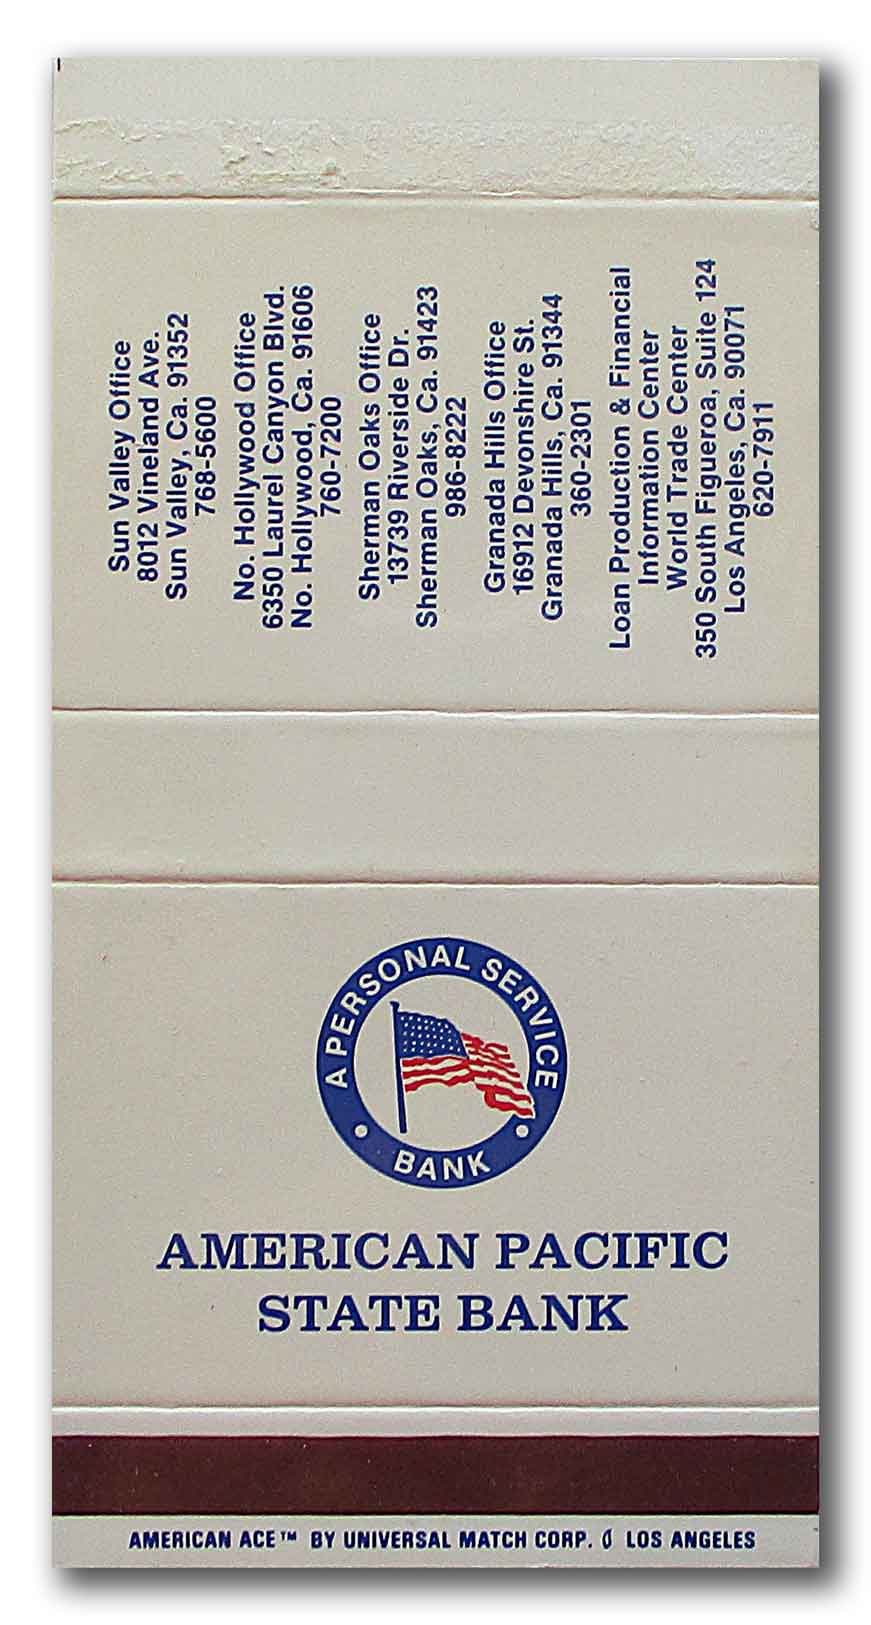 Sun Valley Office
8012 Vineland Ave.
Sun Valley, Ca. 91352
768-5600
No. Hollywood Office
6350 Laurel Canyon Blvd.
No. Hollywood, Ca. 91606
760-7200
Sherman Oaks Office
13739 Riverside Dr.
Sherman Oaks, Ca. 91423
986-8222
Granada Hills Office
16912 Devonshire St.
Granada Hills, Ca. 91344
360-2301
Loan Production & Financial
Information Center
World Trade Center
350 South Figueroa, Suite 124
Los Angeles, Ca. 90071
620-7911
A PERSONAL SERVICE
• BANK •
AMERICAN PACIFIC
STATE BANK
AMERICAN ACE™ BY UNIVERSAL MATCH CORP. LOS ANGELES